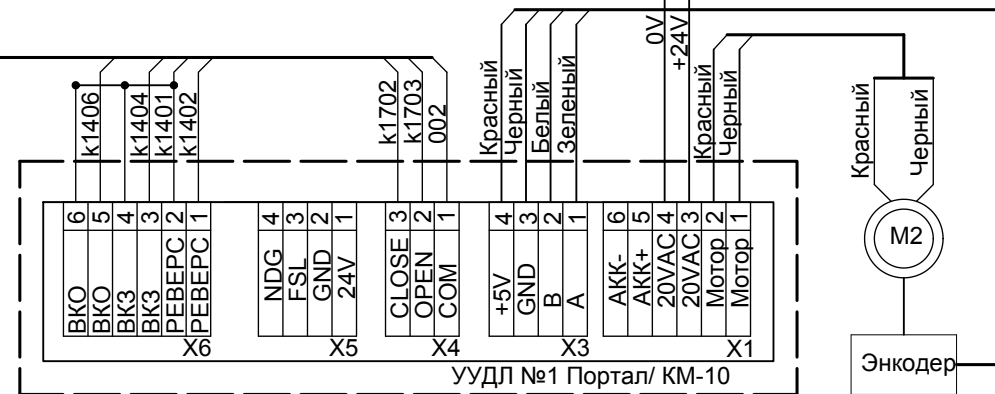 0V
+24V
k1406
k1404
k1401
k1402
k1702
k1703
002
Красный
Черный
Белый
Зеленый
Красный
Черный
Красный
Черный
6 5 4 3 2 1
ВКО
ВКО
ВКЗ
ВКЗ
РЕВЕРС
РЕВЕРС
X6
4 3 2 1
NDG
FSL
GND
24V
X5
3 2 1
CLOSE
OPEN
COM
X4
4 3 2 1
+5V
GND
B
A
X3
6 5 4 3 2 1
АКК-
АКК+
20VAC
20VAC
Мотор
Мотор
X1
М2
Энкодер
УУДЛ №1 Портал/ КМ-10